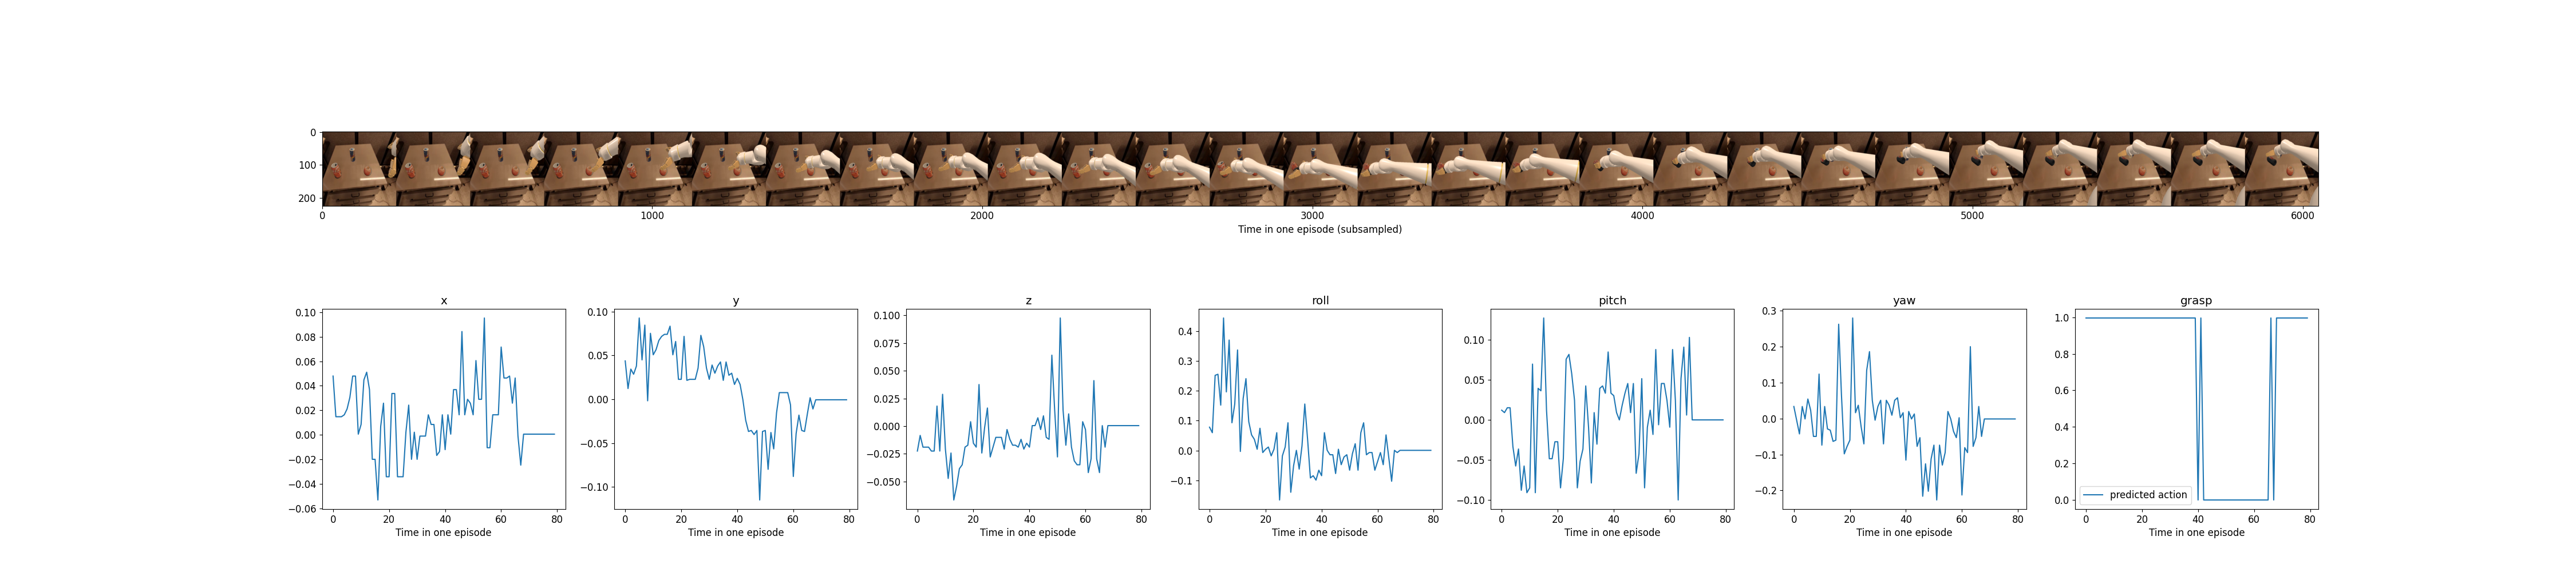 0
100
200
0 1000 2000 3000 4000 5000 6000
Time in one episode (subsampled)
x
0.10
0.08
0.06
0.04
0.02
0.00
−0.02
−0.04
−0.06
0 20 40 60 80
Time in one episode
y
0.10
0.05
0.00
−0.05
−0.10
0 20 40 60 80
Time in one episode
z
0.100
0.075
0.050
0.025
0.000
−0.025
−0.050
0 20 40 60 80
Time in one episode
roll
0.4
0.3
0.2
0.1
0.0
−0.1
0 20 40 60 80
Time in one episode
pitch
0.10
0.05
0.00
−0.05
−0.10
0 20 40 60 80
Time in one episode
yaw
0.3
0.2
0.1
0.0
−0.1
−0.2
0 20 40 60 80
Time in one episode
grasp
1.0
0.8
0.6
0.4
0.2
0.0
predicted action
0 20 40 60 80
Time in one episode